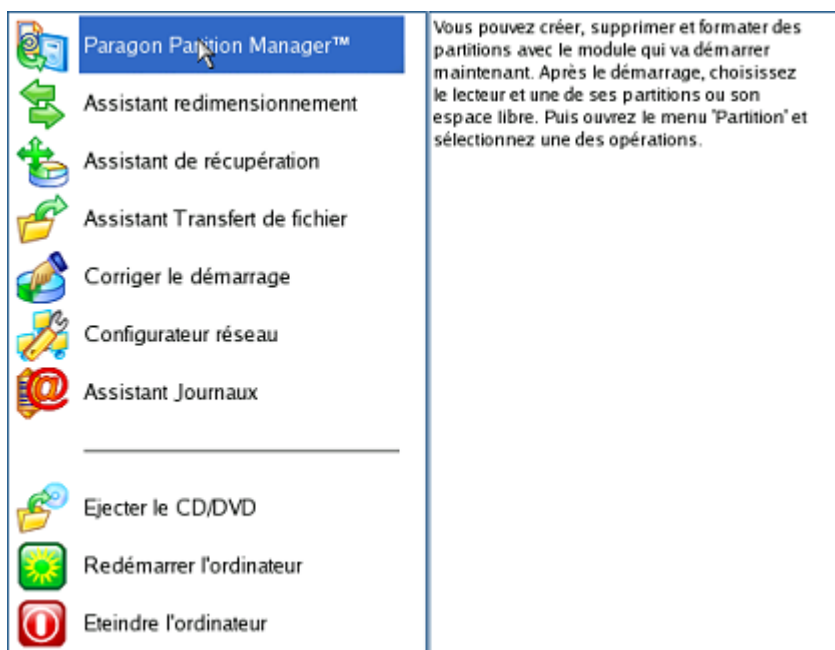 Paragon Partition Manager™
Assistant redimensionnement
Assistant de récupération
Assistant Transfert de fichier
Corriger le démarrage
Configurateur réseau
Assistant Journaux
Ejecter le CD/DVD
Redémarrer l'ordinateur
Eteindre l'ordinateur
Vous pouvez créer, supprimer et formater des
partitions avec le module qui va démarrer
maintenant. Après le démarrage, choisissez
le lecteur et une de ses partitions ou son
espace libre. Puis ouvrez le menu "Partition" et
sélectionnez une des opérations.